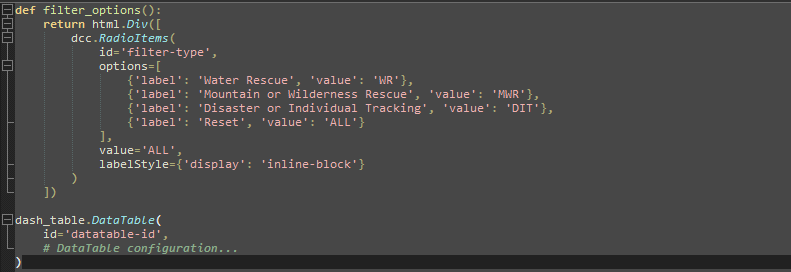 def filter_options():
    return html.Div([
        dcc.RadioItems(
            id='filter-type',
            options=[
                {'label': 'Water Rescue', 'value': 'WR'},
                {'label': 'Mountain or Wilderness Rescue', 'value': 'MWR'},
                {'label': 'Disaster or Individual Tracking', 'value': 'DIT'},
                {'label': 'Reset', 'value': 'ALL'}
            ],
            value='ALL',
            labelStyle={'display': 'inline-block'}
        )
    ])

dash_table.DataTable(
    id='datatable-id',
    # DataTable configuration...
)